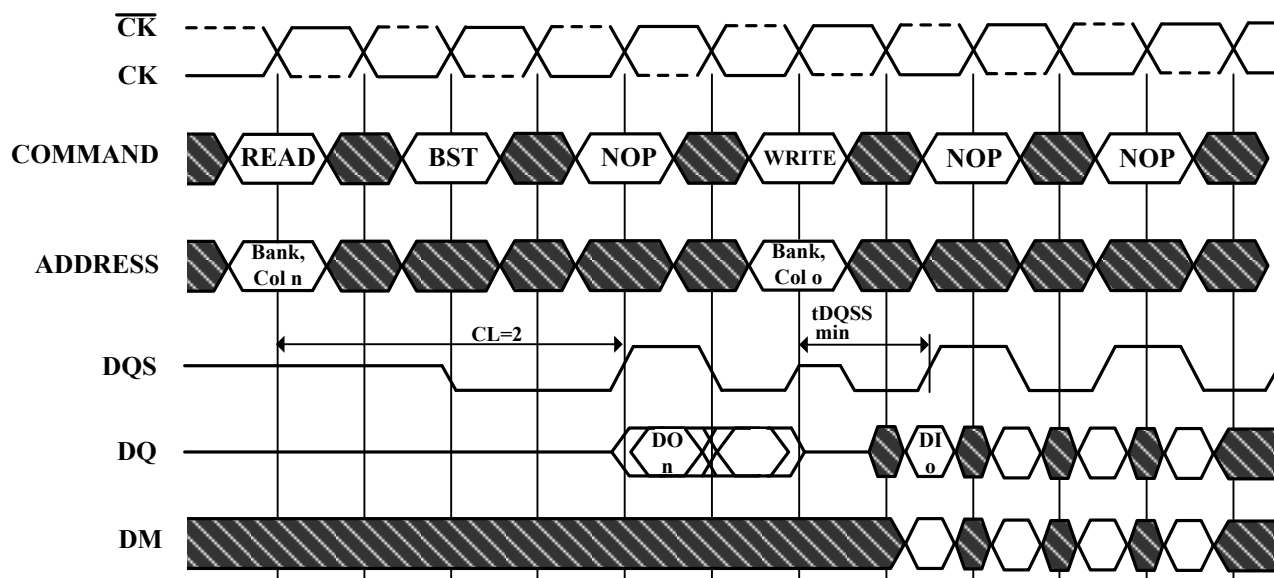 CK
CK
COMMAND
READ
BST
NOP
WRITE
NOP
NOP
ADDRESS
Bank,
Col n
Bank,
Col o
CL=2
tDQSS
min
DQS
DQ
DO
n
DI
o
DM